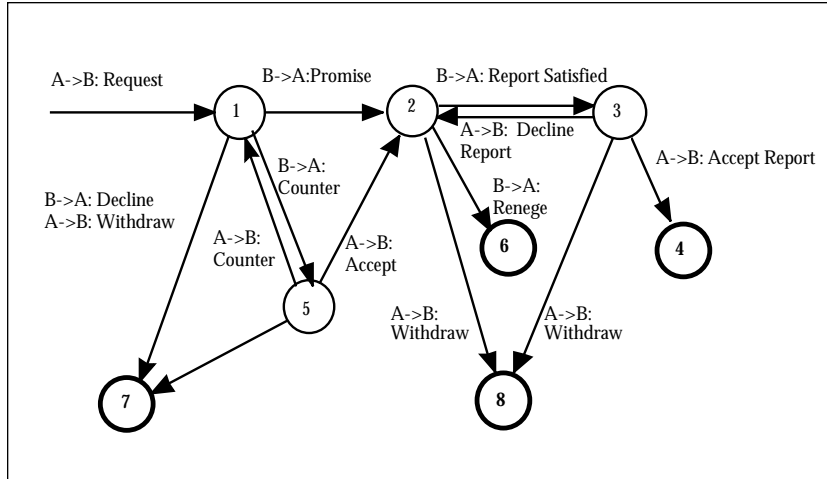 A->B: Request
B->A:Promise
B->A: Report Satisfied
1
2
3
A->B: Decline
Report
A->B: Accept Report
B->A:
Counter
B->A: Decline
A->B: Withdraw
B->A:
Renege
A->B:
Counter
A->B:
Accept
6
4
5
A->B:
Withdraw
A->B:
Withdraw
7
8